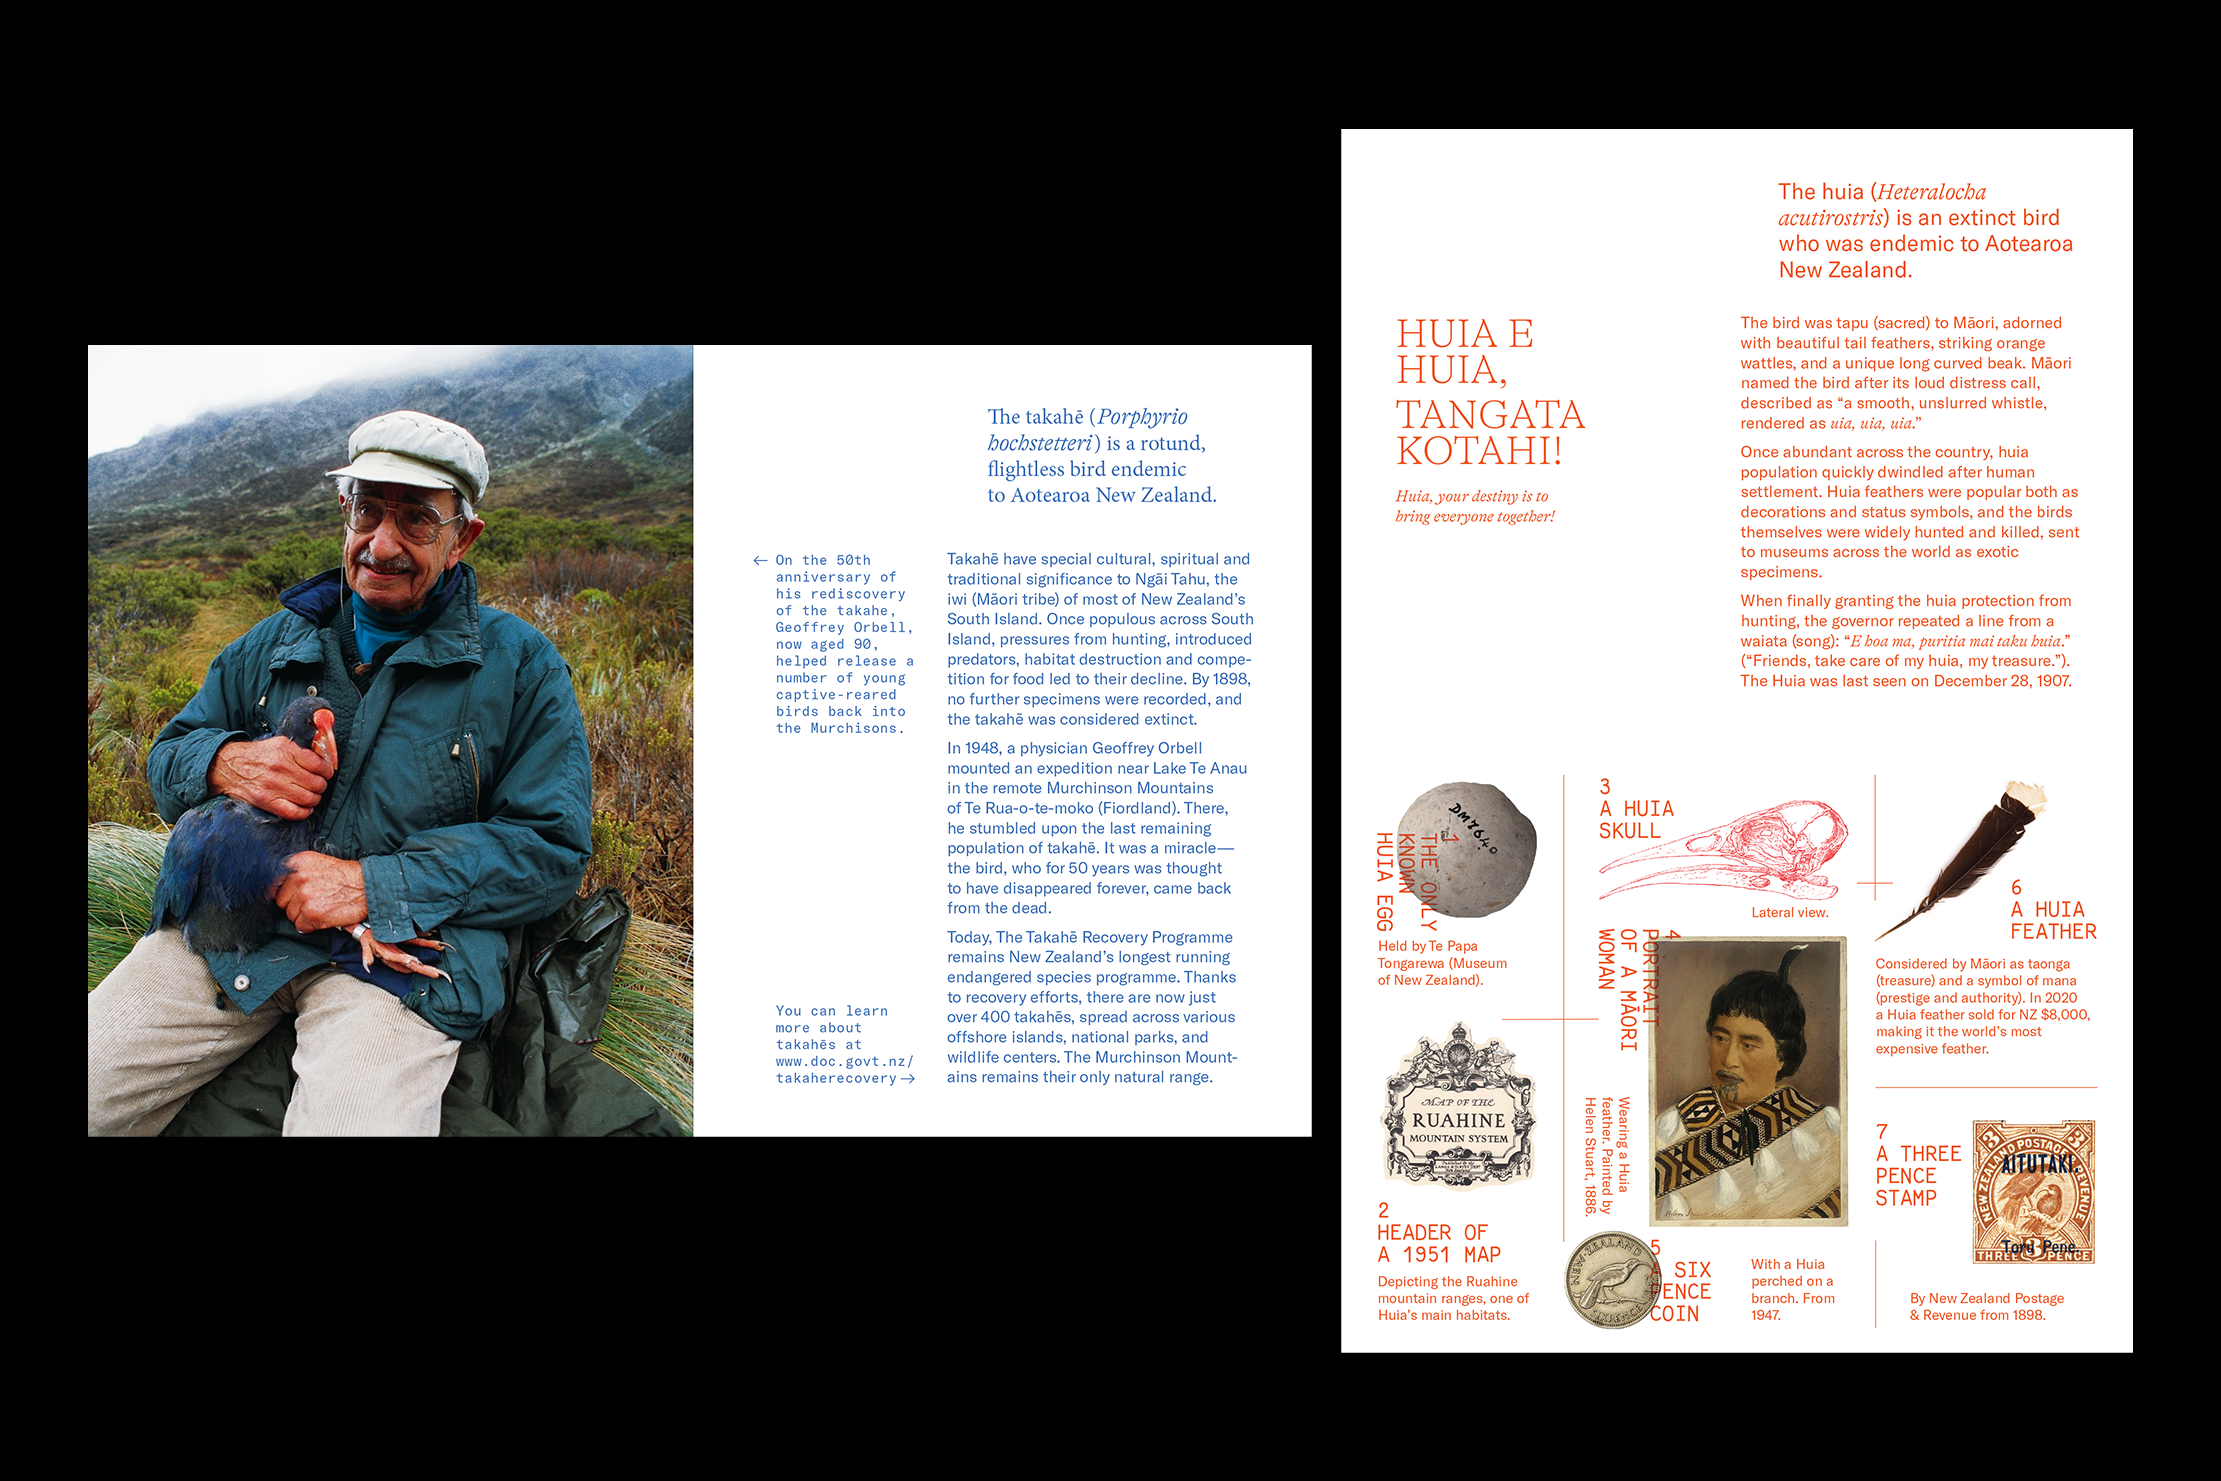 The takahē (Porphyrio
hochstetteri) is a rotund,
flightless bird endemic
to Aotearoa New Zealand.
← On the 50th
anniversary of
his rediscovery
of the takahe,
Geoffrey Orbell,
now aged 90,
helped release a
number of young
captive-reared
birds back into
the Murchisons.
You can learn
more about
takahēs at
www.doc.govt.nz/
takaherecovery →
Takahē have special cultural, spiritual and
traditional significance to Ngāi Tahu, the
iwi (Māori tribe) of most of New Zealand’s
South Island. Once populous across South
Island, pressures from hunting, introduced
predators, habitat destruction and compe-
tition for food led to their decline. By 1898,
no further specimens were recorded, and
the takahē was considered extinct.
In 1948, a physician Geoffrey Orbell
mounted an expedition near Lake Te Anau
in the remote Murchinson Mountains
of Te Rua-o-te-moko (Fiordland). There,
he stumbled upon the last remaining
population of takahē. It was a miracle—
the bird, who for 50 years was thought
to have disappeared forever, came back
from the dead.
Today, The Takahē Recovery Programme
remains New Zealand’s longest running
endangered species programme. Thanks
to recovery efforts, there are now just
over 400 takahēs, spread across various
offshore islands, national parks, and
wildlife centers. The Murchinson Mount-
ains remains their only natural range.
The huia (Heteralocha
acutirostris) is an extinct bird
who was endemic to Aotearoa
New Zealand.
HUIA E
HUIA,
TANGATA
KOTAHI!
Huia, your destiny is to
bring everyone together!
The bird was tapu (sacred) to Māori, adorned
with beautiful tail feathers, striking orange
wattles, and a unique long curved beak. Māori
named the bird after its loud distress call,
described as “a smooth, unslurred whistle,
rendered as uia, uia, uia.”
Once abundant across the country, huia
population quickly dwindled after human
settlement. Huia feathers were popular both as
decorations and status symbols, and the birds
themselves were widely hunted and killed, sent
to museums across the world as exotic
specimens.
When finally granting the huia protection from
hunting, the governor repeated a line from a
waiata (song): “E hoa ma, puritia mai taku huia.”
(“Friends, take care of my huia, my treasure.”).
The Huia was last seen on December 28, 1907.
DM7640
1
THE ONLY
KNOWN
HUIA EGG
Held by Te Papa
Tongarewa (Museum
of New Zealand).
MAP OF THE
RUAHINE
MOUNTAIN SYSTEM
2
HEADER OF
A 1951 MAP
Depicting the Ruahine
mountain ranges, one of
Huia’s main habitats.
3
A HUIA
SKULL
Lateral view.
4
PORTRAIT
OF A MĀORI
WOMAN
Wearing a Huia
feather. Painted by
Helen Stuart, 1886.
NEW·ZEALAND
SIXPENCE
5
SIX
PENCE
COIN
With a Huia
perched on a
branch. From
1947.
6
A HUIA
FEATHER
Considered by Māori as taonga
(treasure) and a symbol of mana
(prestige and authority). In 2020
a Huia feather sold for NZ $8,000,
making it the world’s most
expensive feather.
7
A THREE
PENCE
STAMP
3 3
NEW ZEALAND POSTAGE & REVENUE
AITUTAKI.
Toru Pene.
THREE 3 PENCE
By New Zealand Postage
& Revenue from 1898.